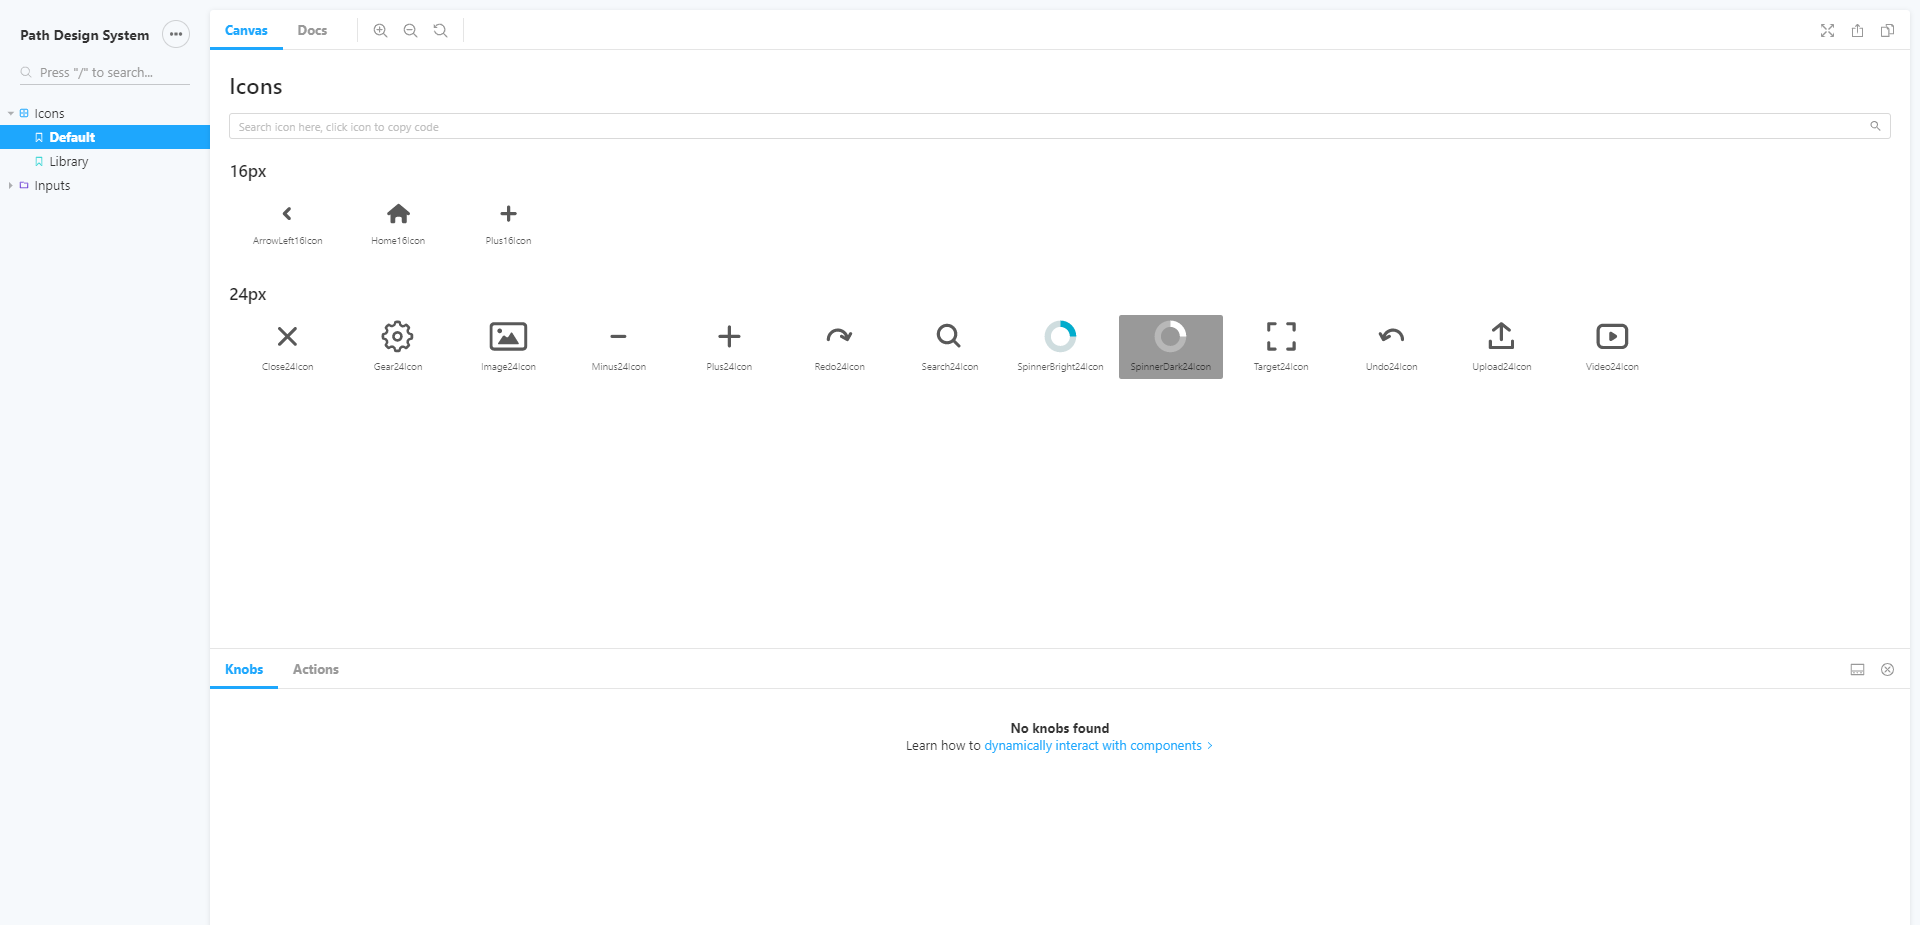 Path Design System
Press "/" to search...
Icons
Default
Library
Inputs
Canvas Docs
Icons
Search icon here, click icon to copy code
16px
ArrowLeft16Icon Home16Icon Plus16Icon
24px
Close24Icon Gear24Icon Image24Icon Minus24Icon Plus24Icon Redo24Icon Search24Icon SpinnerBright24Icon SpinnerDark24Icon Target24Icon Undo24Icon Upload24Icon Video24Icon
Knobs Actions
No knobs found
Learn how to dynamically interact with components